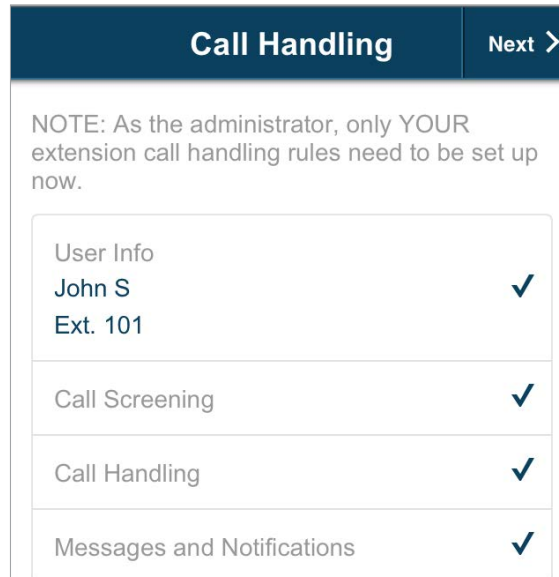 Call Handling
Next
NOTE: As the administrator, only YOUR
extension call handling rules need to be set up
now.
User Info
John S
Ext. 101
Call Screening
Call Handling
Messages and Notifications